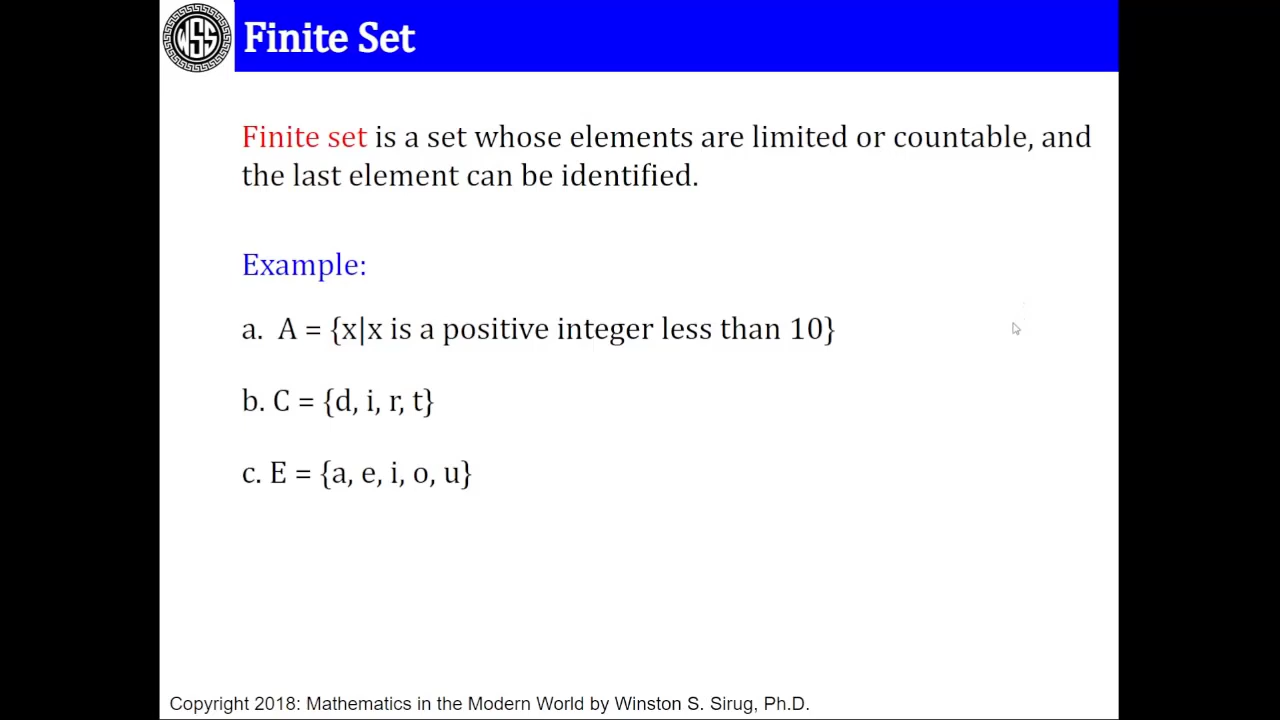 WSS
Finite Set
Finite set is a set whose elements are limited or countable, and
the last element can be identified.
Example:
a. A = {x|x is a positive integer less than 10}
b. C = {d, i, r, t}
c. E = {a, e, i, o, u}
Copyright 2018: Mathematics in the Modern World by Winston S. Sirug, Ph.D.